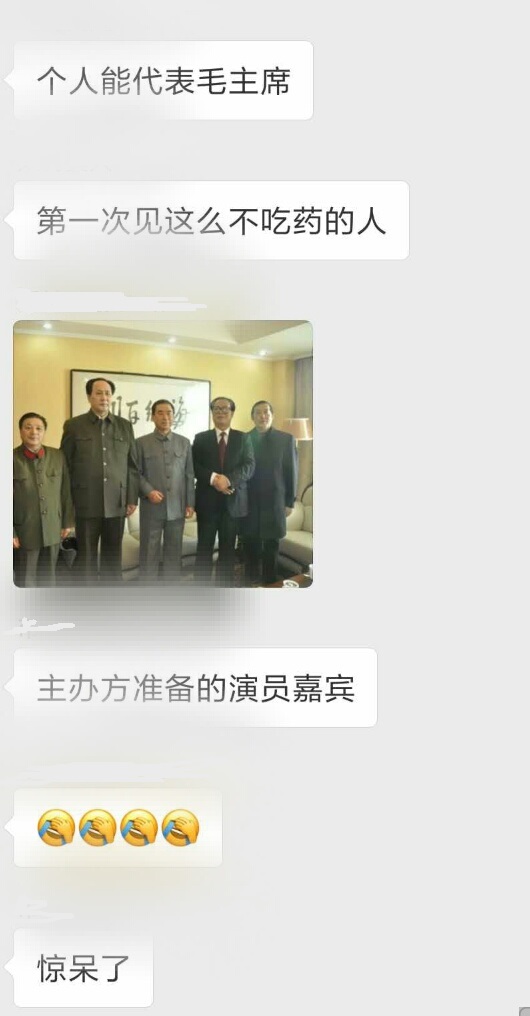 个人能代表毛主席
第一次见这么不吃药的人
主办方准备的演员嘉宾
惊呆了